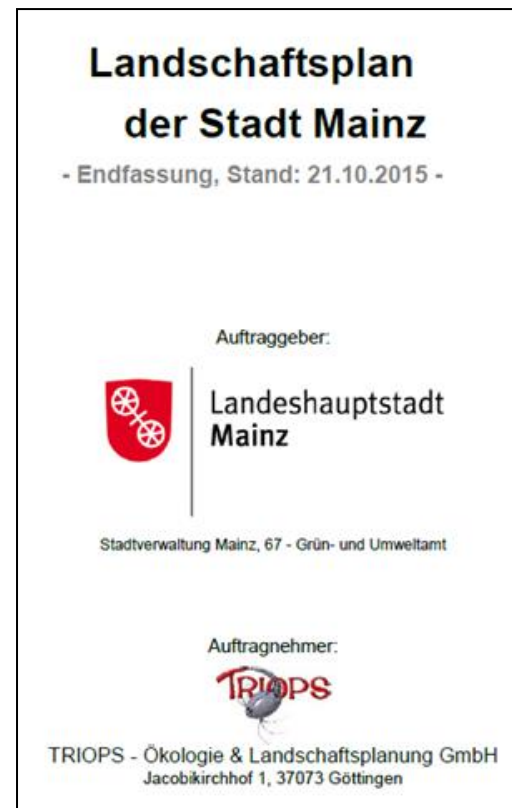 Landschaftsplan
der Stadt Mainz
- Endfassung, Stand: 21.10.2015 -
Auftraggeber:
Landeshauptstadt
Mainz
Stadtverwaltung Mainz, 67 - Grün- und Umweltamt
Auftragnehmer:
TRIOPS
TRIOPS - Ökologie & Landschaftsplanung GmbH
Jacobikirchhof 1, 37073 Göttingen